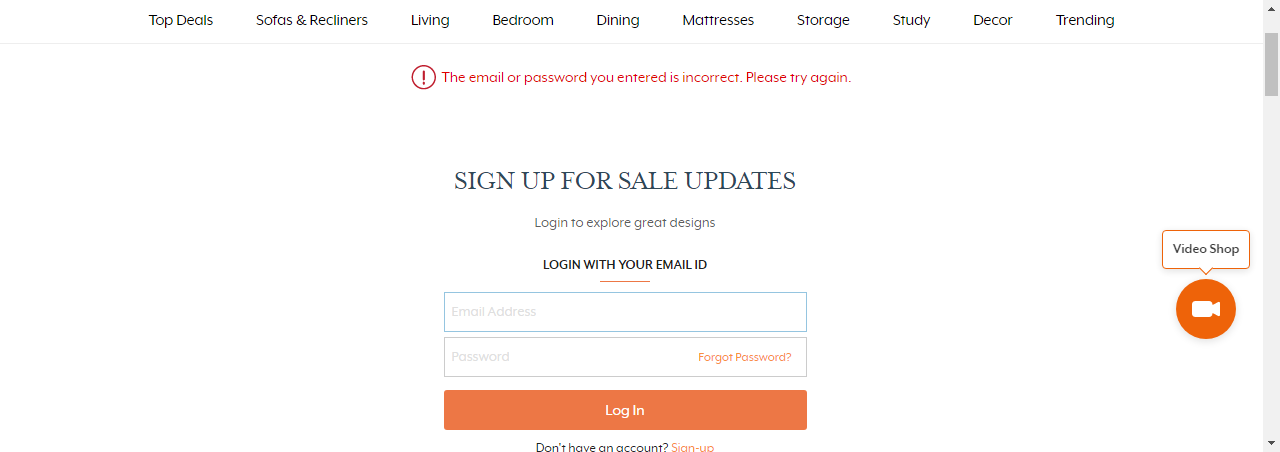 Top Deals Sofas & Recliners Living Bedroom Dining Mattresses Storage Study Decor Trending
The email or password you entered is incorrect. Please try again.
SIGN UP FOR SALE UPDATES
Login to explore great designs
Video Shop
LOGIN WITH YOUR EMAIL ID
Email Address
Password Forgot Password?
Log In
Don't have an account? Sign-up